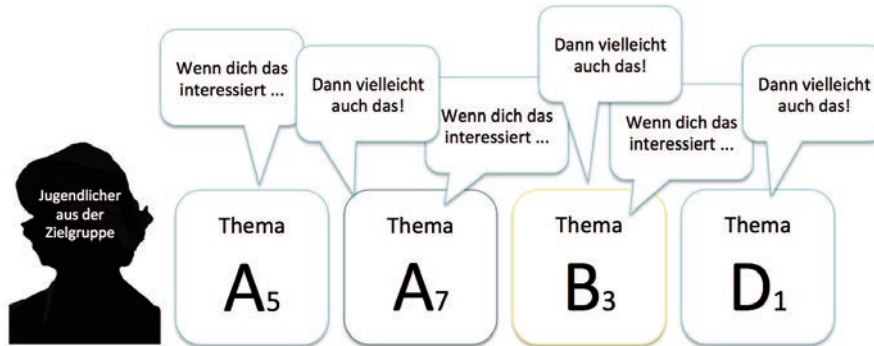 Wenn dich das
interessiert ...
Dann vielleicht
auch das!
Wenn dich das
interessiert ...
Dann vielleicht
auch das!
Wenn dich das
interessiert ...
Dann vielleicht
auch das!
Jugendlicher
aus der
Zielgruppe
Thema
A5
Thema
A7
Thema
B3
Thema
D1